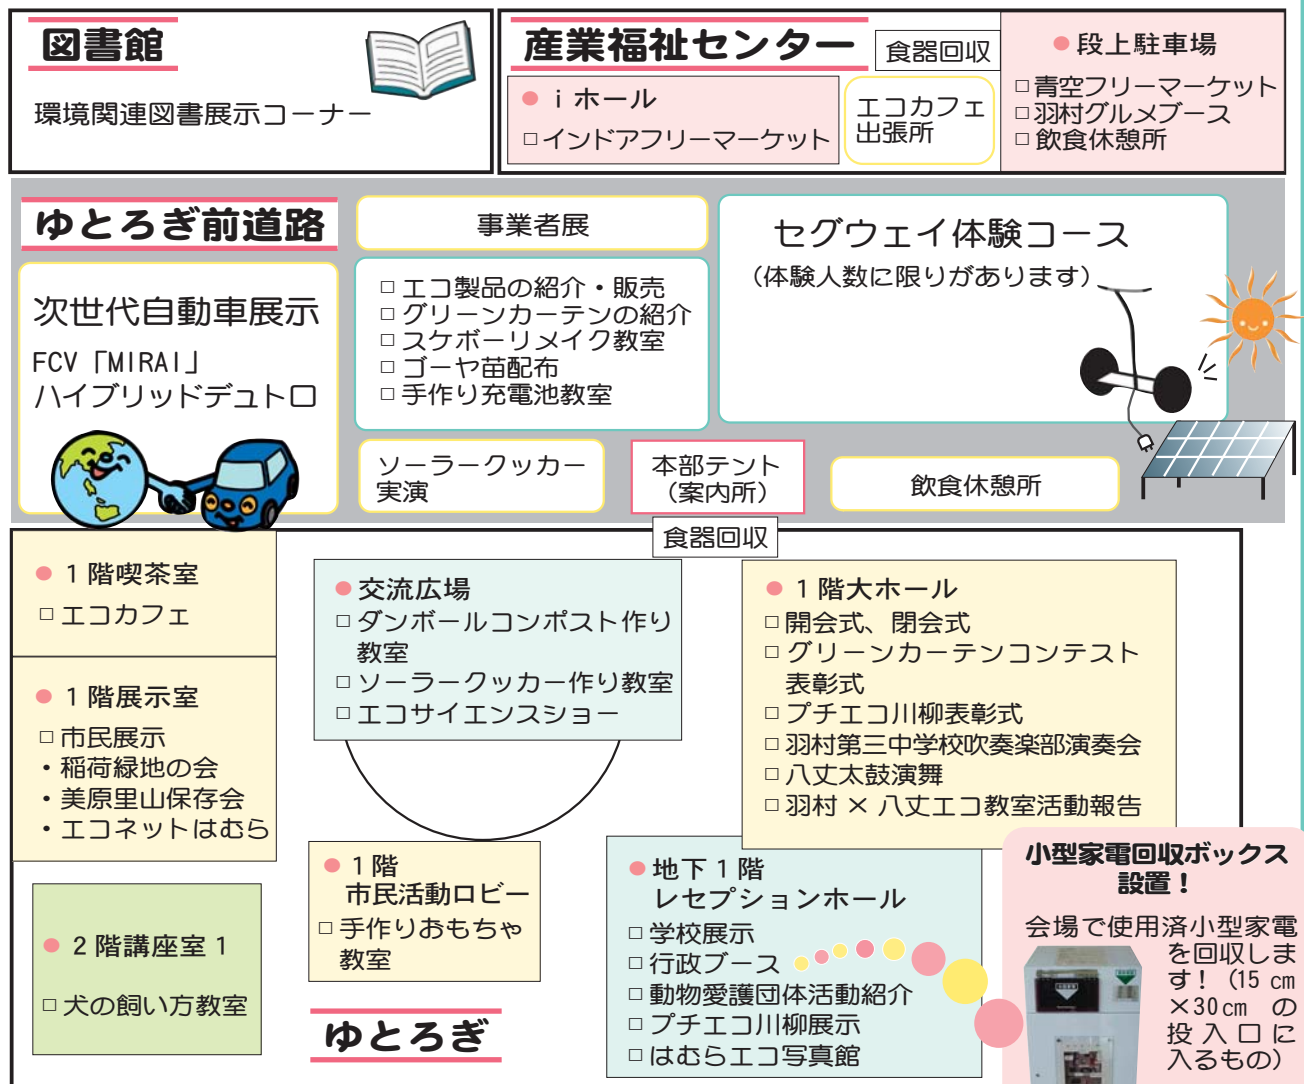 図書館
環境関連図書展示コーナー
産業福祉センター
食器回収
● i ホール
□インドアフリーマーケット
エコカフェ
出張所
● 段上駐車場
□青空フリーマーケット
□羽村グルメブース
□飲食休憩所
ゆとろぎ前道路
次世代自動車展示
FCV「MIRAI」
ハイブリッドデュトロ
事業者展
□エコ製品の紹介・販売
□グリーンカーテンの紹介
□スケボーリメイク教室
□ゴーヤ苗配布
□手作り充電池教室
セグウェイ体験コース
(体験人数に限りがあります)
ソーラークッカー
実演
本部テント
（案内所）
飲食休憩所
食器回収
● 1階喫茶室
□エコカフェ
● 1階展示室
□市民展示
・稲荷緑地の会
・美原里山保存会
・エコネットはむら
● 2階講座室1
□犬の飼い方教室
● 交流広場
□ダンボールコンポスト作り
教室
□ソーラークッカー作り教室
□エコサイエンスショー
● 1階
市民活動ロビー
□手作りおもちゃ
教室
ゆとろぎ
● 1階大ホール
□開会式、閉会式
□グリーンカーテンコンテスト
表彰式
□プチエコ川柳表彰式
□羽村第三中学校吹奏楽部演奏会
□八丈太鼓演舞
□羽村×八丈エコ教室活動報告
● 地下1階
レセプションホール
□学校展示
□行政ブース
□動物愛護団体活動紹介
□プチエコ川柳展示
□はむらエコ写真館
小型家電回収ボックス
設置！
会場で使用済小型家電
を回収しま
す！（15 cm
×30cm の
投入口に
入るもの）